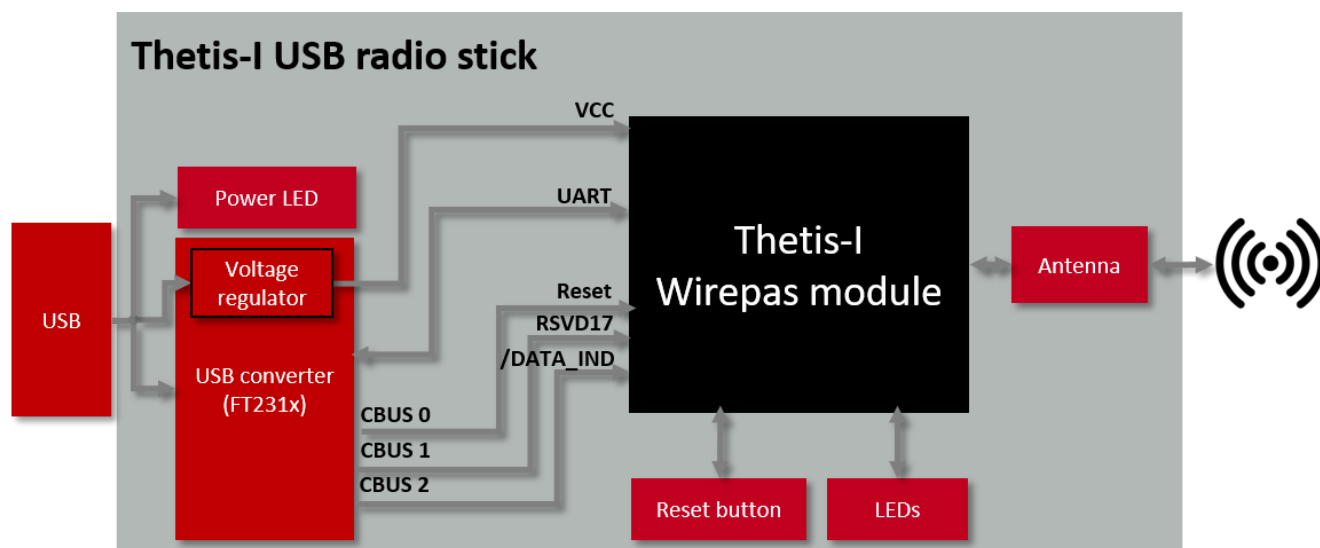 Thetis-I USB radio stick
VCC
Power LED
UART
Voltage
regulator
Thetis-I
Wirepas module
Antenna
USB
Reset
RSVD17
/DATA_IND
USB converter
(FT231x)
CBUS 0
CBUS 1
CBUS 2
Reset button
LEDs